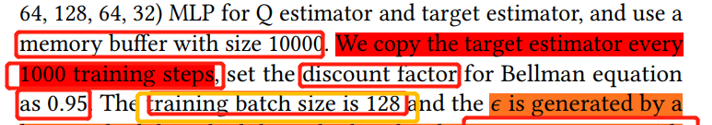 64, 128, 64, 32) MLP for Q estimator and target estimator, and use a
memory buffer with size 10000. We copy the target estimator every
1000 training steps, set the discount factor for Bellman equation
as 0.95. The training batch size is 128 and the ϵ is generated by a